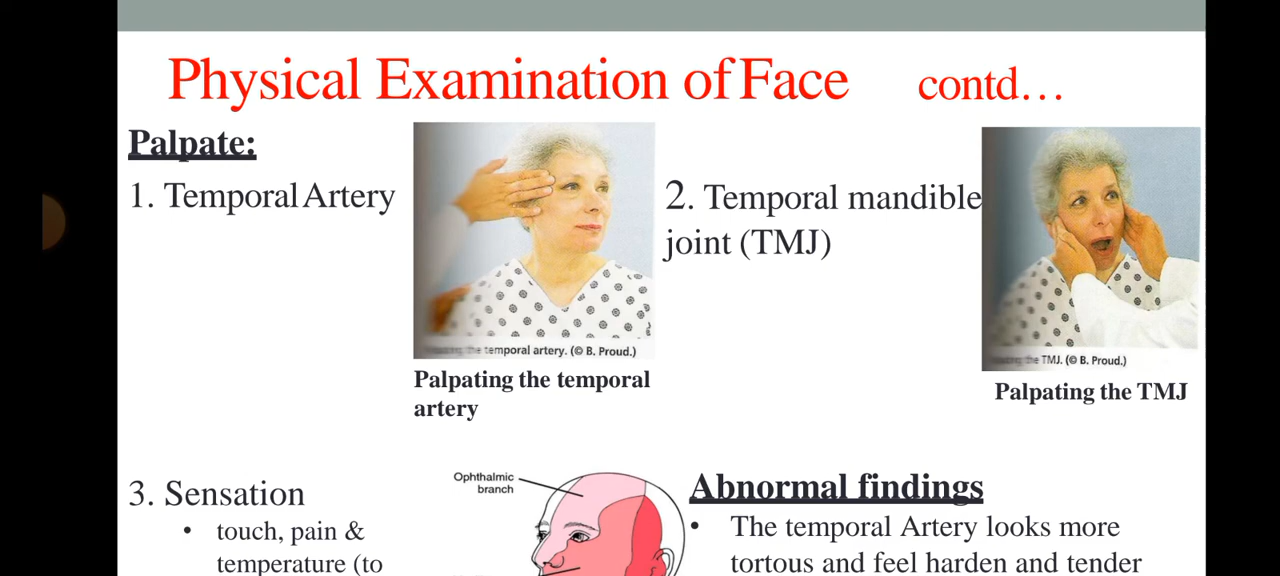 Physical Examination of Face contd…
Palpate:
1. Temporal Artery
the temporal artery. (© B. Proud.)
Palpating the temporal
artery
2. Temporal mandible
joint (TMJ)
the TMJ. (© B. Proud.)
Palpating the TMJ
3. Sensation
• touch, pain &
temperature (to
Ophthalmic
branch
Abnormal findings
• The temporal Artery looks more
tortous and feel harden and tender